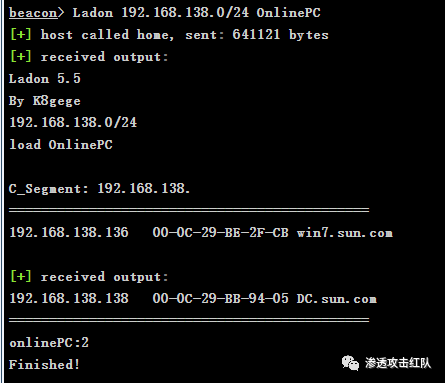 beacon> Ladon 192.168.138.0/24 OnlinePC
[+] host called home, sent: 641121 bytes
[+] received output:
Ladon 5.5
By K8gege
192.168.138.0/24
load OnlinePC
C_Segment: 192.168.138.
=============================================
192.168.138.136   00-0C-29-BE-2F-CB win7.sun.com
[+] received output:
192.168.138.138   00-0C-29-BB-94-05 DC.sun.com
=============================================
onlinePC:2
Finished!
渗透攻击红队